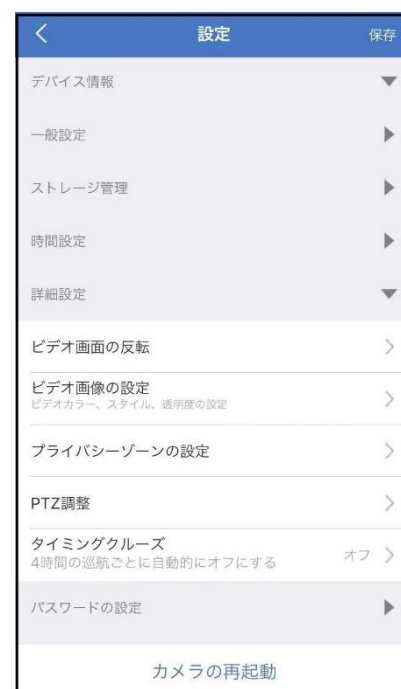 設定 保存
デバイス情報
一般設定
ストレージ管理
時間設定
詳細設定
ビデオ画面の反転
ビデオ画像の設定
ビデオカラー、スタイル、透明度の設定
プライバシーゾーンの設定
PTZ調整
タイミングクルーズ
4時間の巡航ごとに自動的にオフにする オフ
パスワードの設定
カメラの再起動